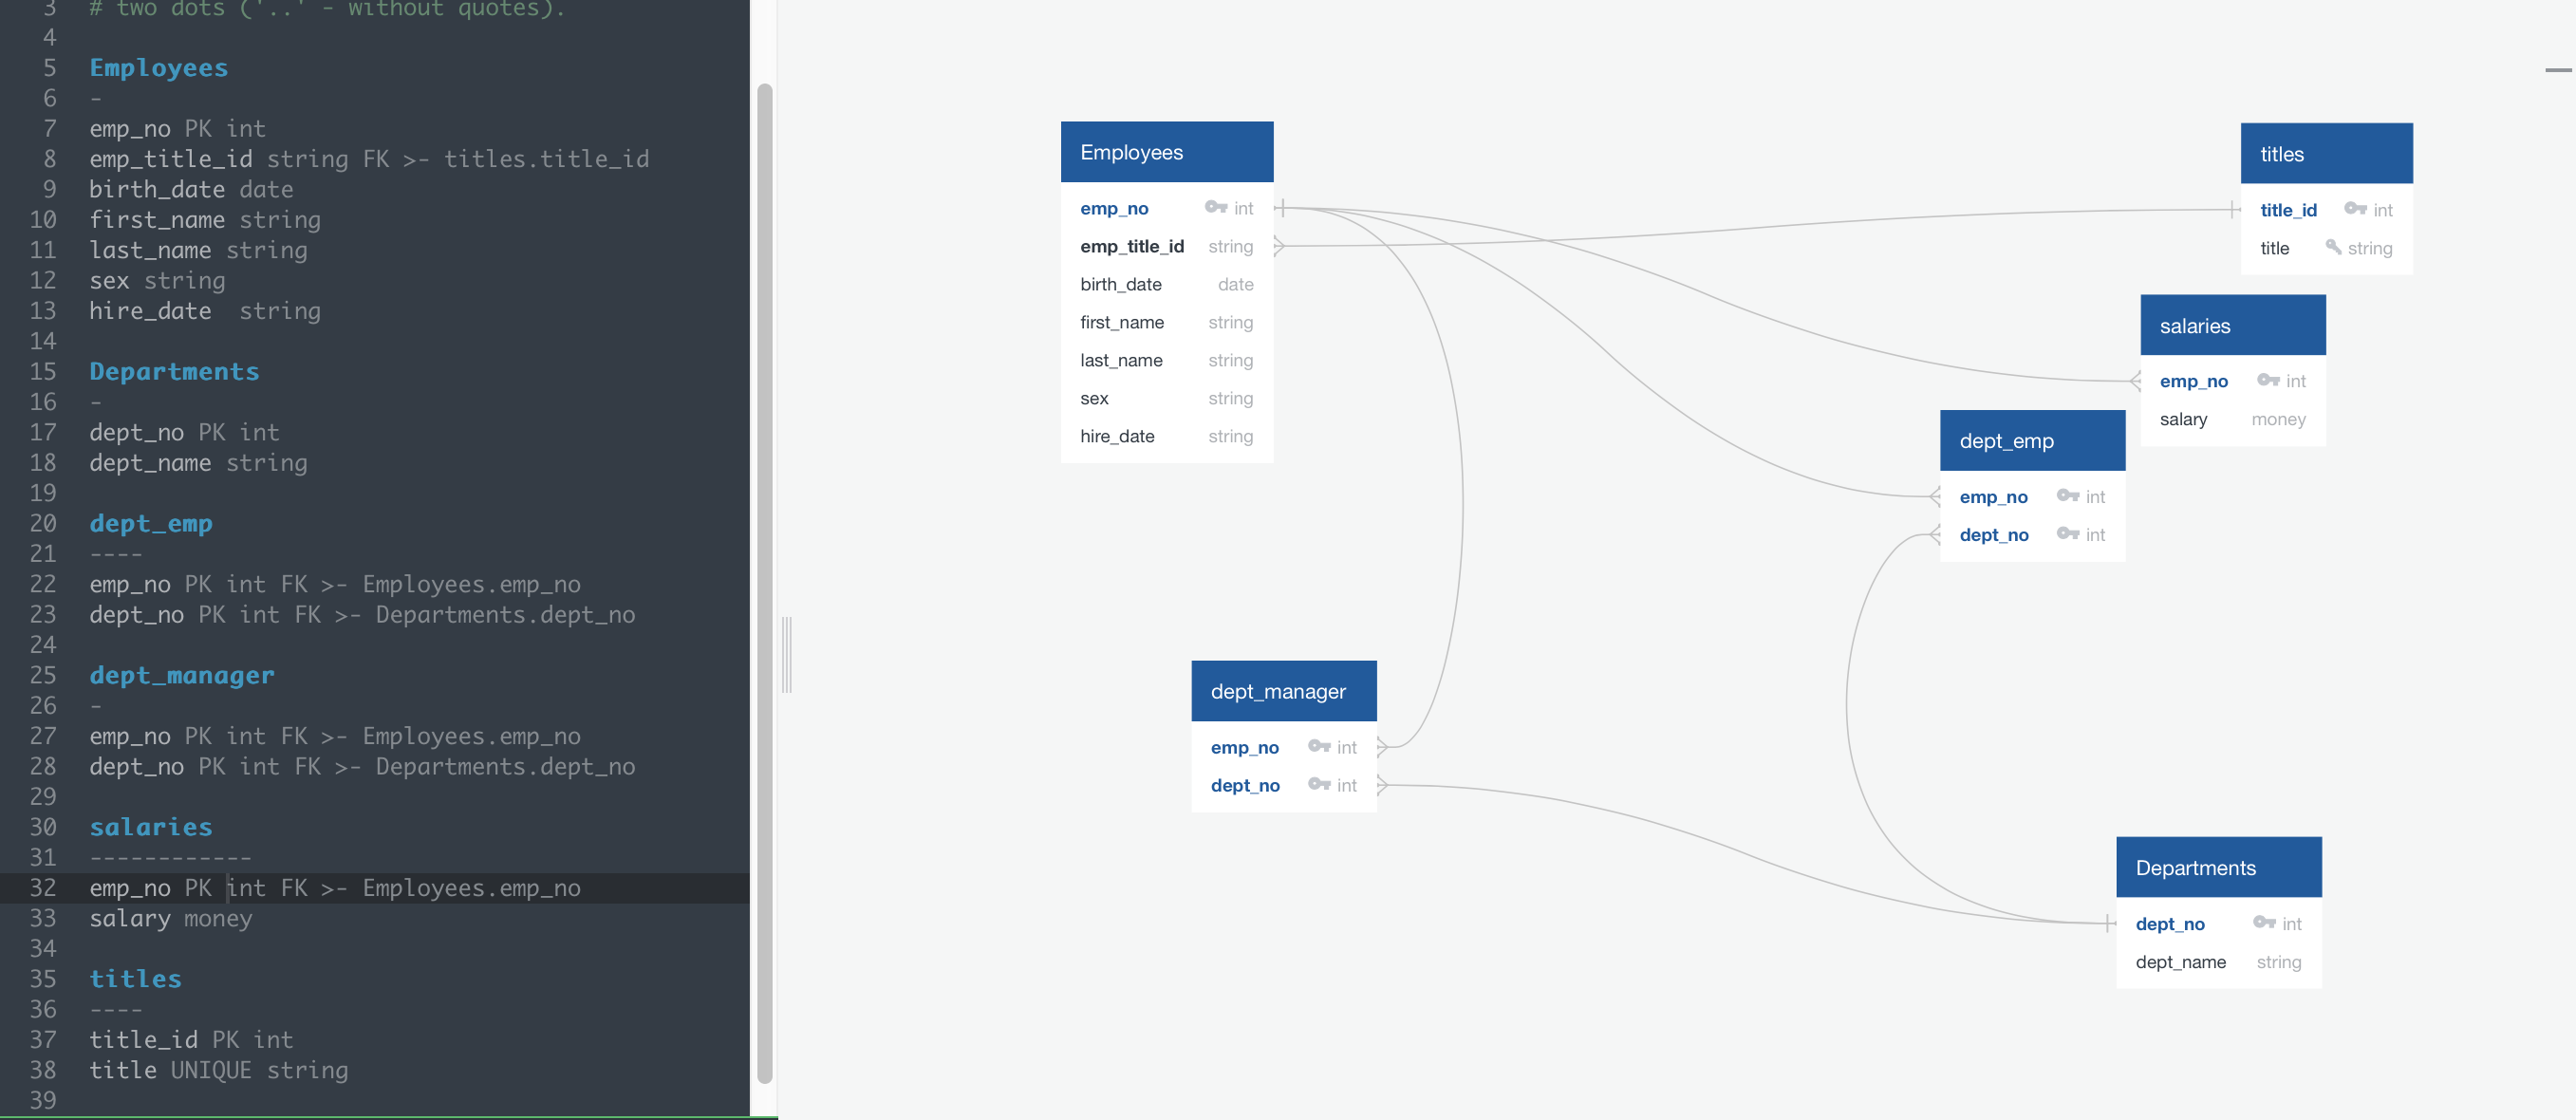 3 # two dots ('..' - without quotes).
4
5 Employees
6 -
7 emp_no PK int
8 emp_title_id string FK >- titles.title_id
9 birth_date date
10 first_name string
11 last_name string
12 sex string
13 hire_date  string
14
15 Departments
16 -
17 dept_no PK int
18 dept_name string
19
20 dept_emp
21 ----
22 emp_no PK int FK >- Employees.emp_no
23 dept_no PK int FK >- Departments.dept_no
24
25 dept_manager
26 -
27 emp_no PK int FK >- Employees.emp_no
28 dept_no PK int FK >- Departments.dept_no
29
30 salaries
31 ------------
32 emp_no PK int FK >- Employees.emp_no
33 salary money
34
35 titles
36 ----
37 title_id PK int
38 title UNIQUE string
39
Employees
emp_no int
emp_title_id string
birth_date date
first_name string
last_name string
sex string
hire_date string
titles
title_id int
title string
salaries
emp_no int
salary money
dept_emp
emp_no int
dept_no int
dept_manager
emp_no int
dept_no int
Departments
dept_no int
dept_name string